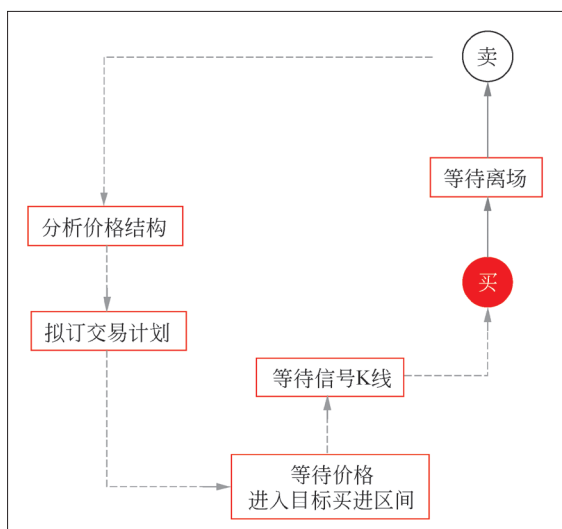 卖
等待离场
分析价格结构
买
拟订交易计划
等待信号K线
等待价格
进入目标买进区间